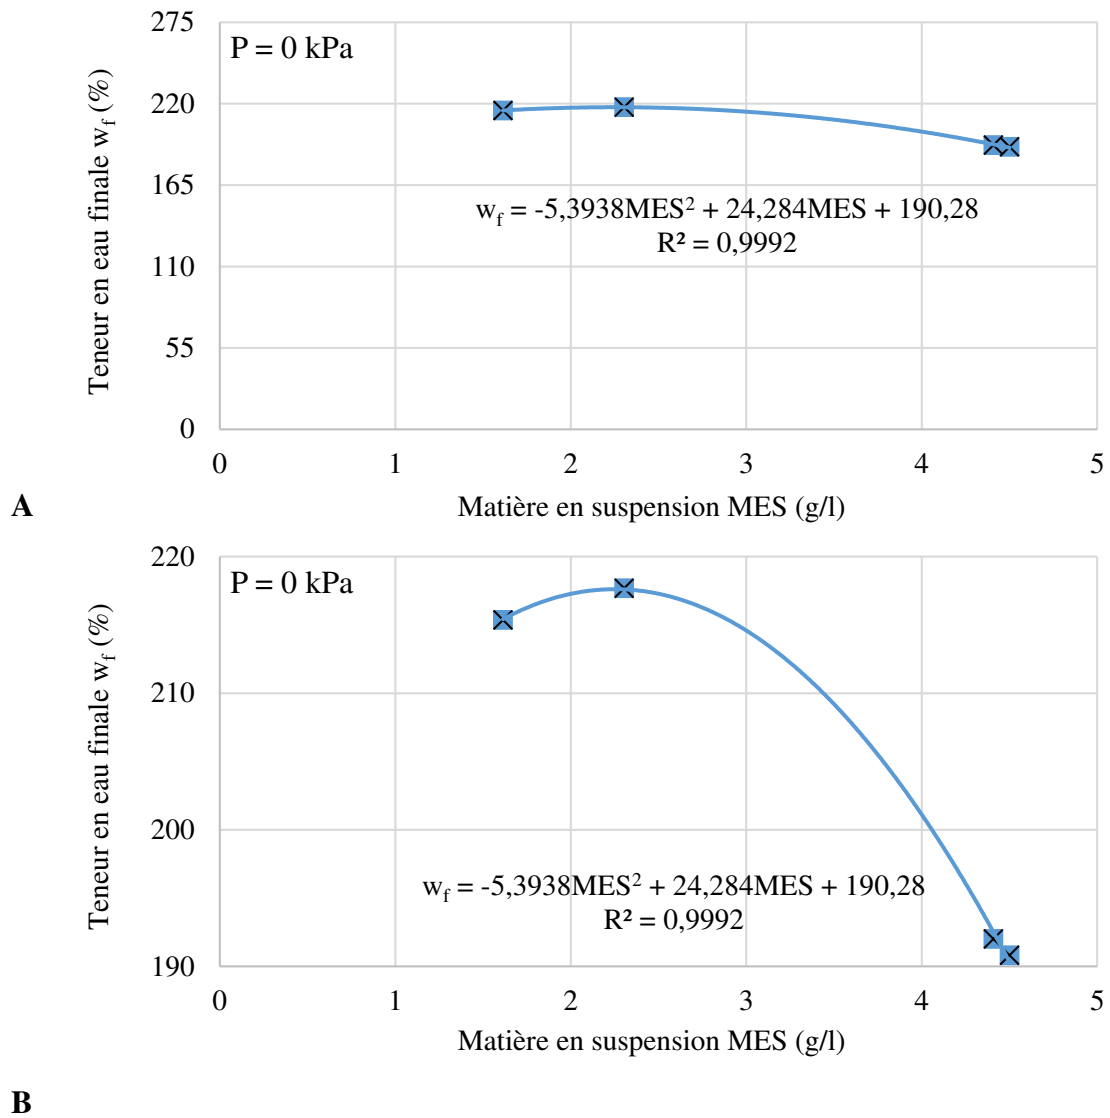 275
P = 0 kPa
220
165
w_f = -5,3938MES² + 24,284MES + 190,28
R² = 0,9992
110
55
0
0 1 2 3 4 5
Teneur en eau finale w_f (%)
Matière en suspension MES (g/l)
A
220
P = 0 kPa
210
200
w_f = -5,3938MES² + 24,284MES + 190,28
R² = 0,9992
190
0 1 2 3 4 5
Teneur en eau finale w_f (%)
Matière en suspension MES (g/l)
B